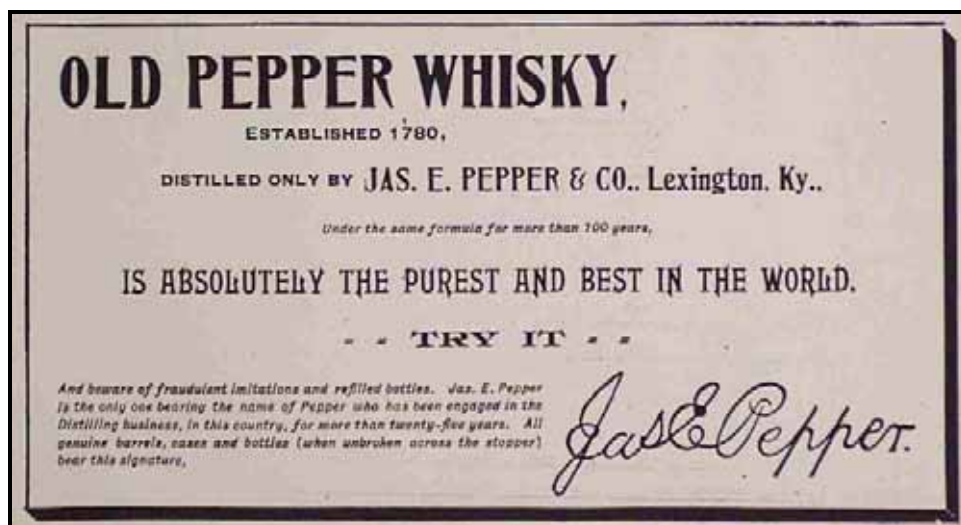 OLD PEPPER WHISKY,
ESTABLISHED 1780,
DISTILLED ONLY BY JAS. E. PEPPER & CO., Lexington, Ky.,
Under the same formula for more than 100 years,
IS ABSOLUTELY THE PUREST AND BEST IN THE WORLD.
- - TRY IT - -
And beware of fraudulent imitations and refilled bottles. Jas. E. Pepper
is the only one bearing the name of Pepper who has been engaged in the
Distilling business, in this country, for more than twenty-five years. All
genuine barrels, cases and bottles (when unbroken across the stopper)
bear this signature,
Jas E Pepper.